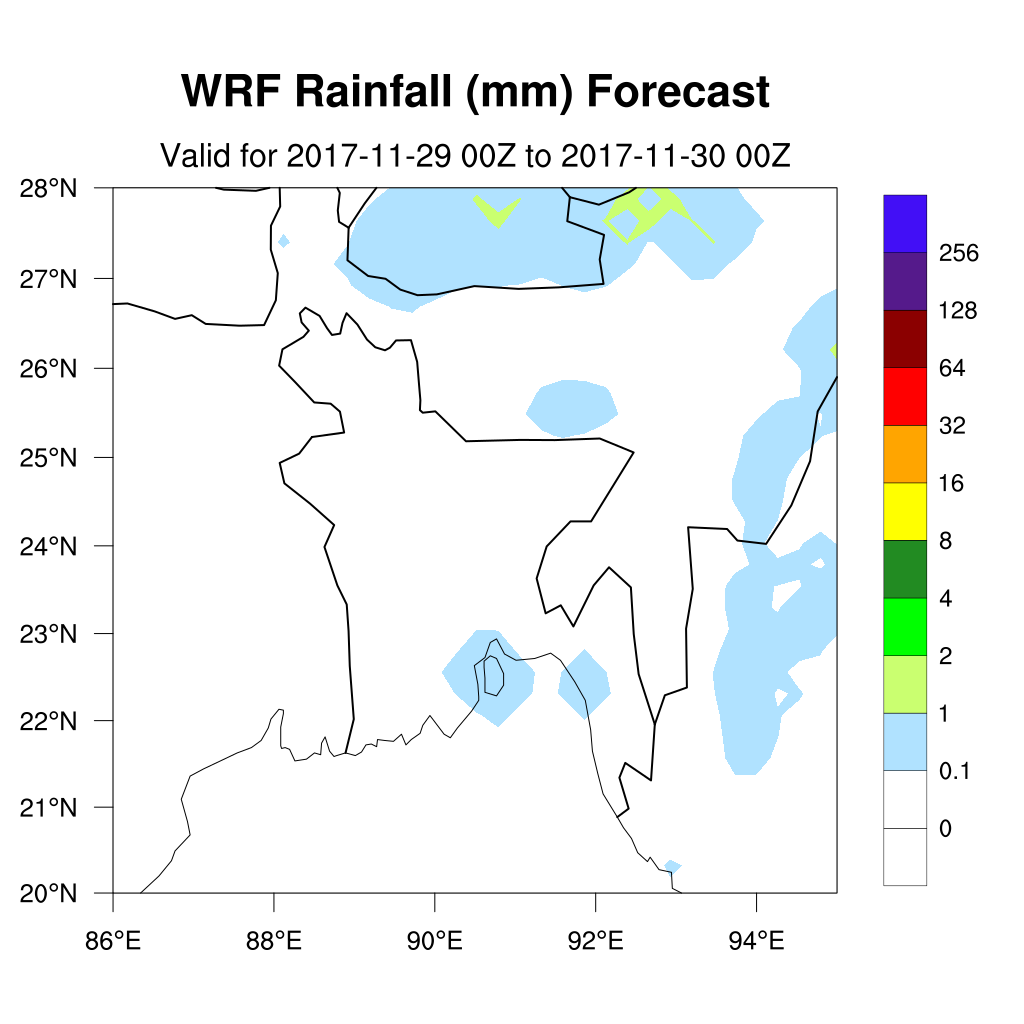 WRF Rainfall (mm) Forecast
Valid for 2017-11-29 00Z to 2017-11-30 00Z
28°N
27°N
26°N
25°N
24°N
23°N
22°N
21°N
20°N
86°E 88°E 90°E 92°E 94°E
256
128
64
32
16
8
4
2
1
0.1
0